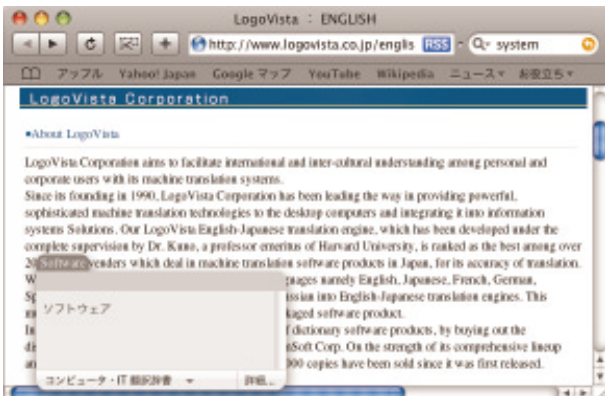 LogoVista : ENGLISH
http://www.logovista.co.jp/englis RSS
system
アップル Yahoo! Japan Google マップ YouTube Wikipedia ニュース お役立ち
LogoVista Corporation
•About LogoVista
LogoVista Corporation aims to facilitate international and inter-cultural understanding among personal and
corporate users with its machine translation systems.
Since its founding in 1990, LogoVista Corporation has been leading the way in providing powerful,
sophisticated machine translation technologies to the desktop computers and integrating it into information
systems Solutions. Our LogoVista English-Japanese translation engine, which has been developed under the
complete supervision by Dr. Kuno, a professor emeritus of Harvard University, is ranked as the best among over
20 Software venders which deal in machine translation software products in Japan, for its accuracy of translation.
W guages namely English, Japanese, French, German,
Sp ssian into English-Japanese translation engines. This
kaged software product.
In f dictionary software products, by buying out the
di nSoft Corp. On the strength of its comprehensive lineup
an 000 copies have been sold since it was first released.
ソフトウェア
コンピュータ・IT 翻訳辞書
詳細...